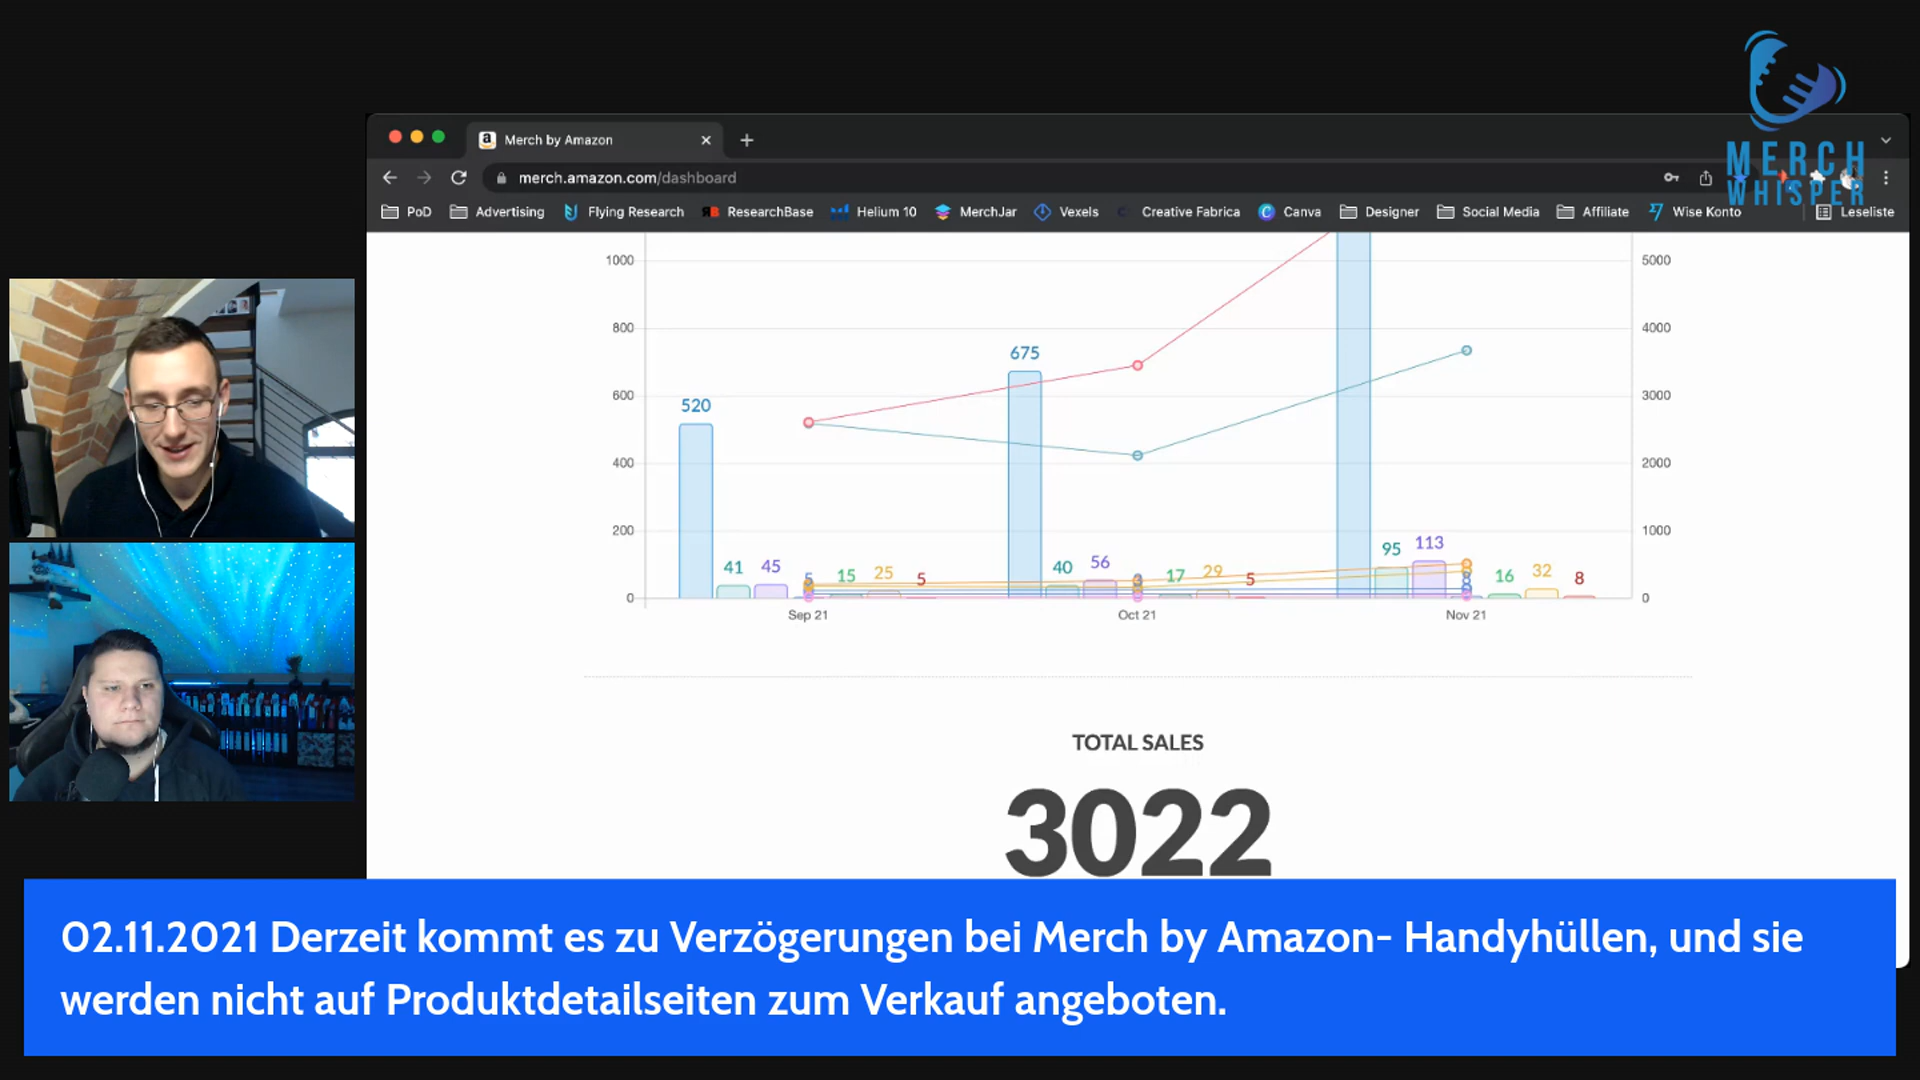 MERCH
WHISPER
Merch by Amazon
merch.amazon.com/dashboard
PoD Advertising Flying Research ResearchBase Helium 10 MerchJar Vexels Creative Fabrica Canva Designer Social Media Affiliate Wise Konto Leseliste
1000 5000
800 4000
675
600 520 3000
400 2000
200 1000
41 45 5 15 25 5 40 56 17 29 5 95 113 16 32 8
0 0
Sep 21 Oct 21 Nov 21
TOTAL SALES
3022
02.11.2021 Derzeit kommt es zu Verzögerungen bei Merch by Amazon- Handyhüllen, und sie
werden nicht auf Produktdetailseiten zum Verkauf angeboten.